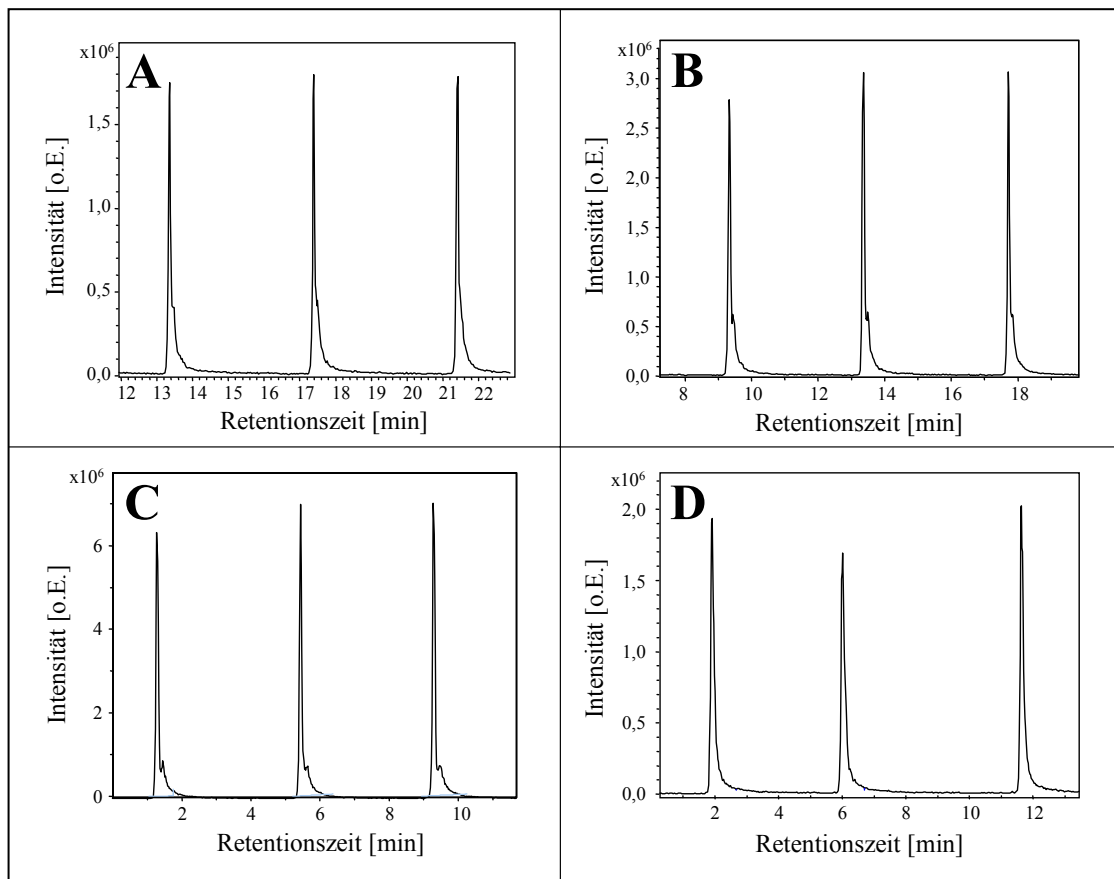 A
x10⁶
1,5
1,0
0,5
0,0
12 13 14 15 16 17 18 19 20 21 22
Intensität [o.E.]
Retentionszeit [min]
B
x10⁶
3,0
2,5
2,0
1,5
1,0
0,5
0,0
8 10 12 14 16 18
Intensität [o.E.]
Retentionszeit [min]
C
x10⁶
6
4
2
0
2 4 6 8 10
Intensität [o.E.]
Retentionszeit [min]
D
x10⁶
2,0
1,5
1,0
0,5
0,0
2 4 6 8 10 12
Intensität [o.E.]
Retentionszeit [min]